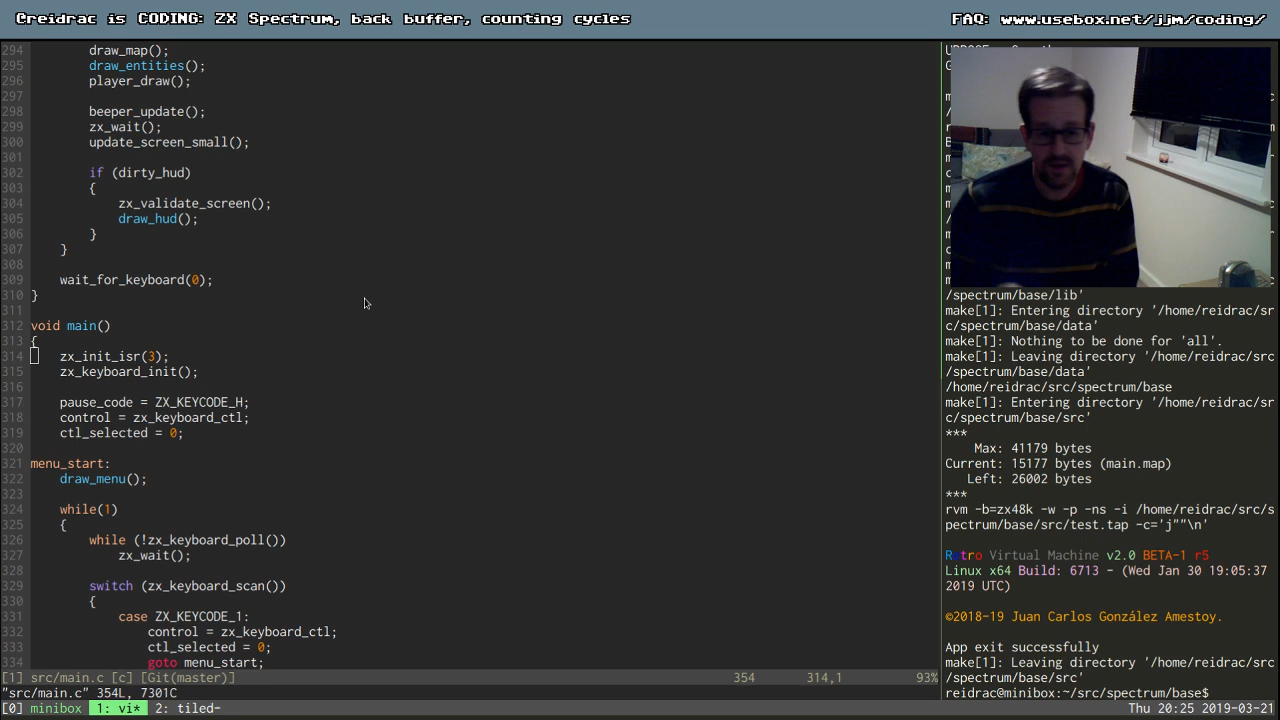 @reidrac is CODING: ZX Spectrum, back buffer, counting cycles
FAQ: www.usebox.net/jjm/coding/
294 draw_map();
295 draw_entities();
296 player_draw();
297
298 beeper_update();
299 zx_wait();
300 update_screen_small();
301
302 if (dirty_hud)
303 {
304 zx_validate_screen();
305 draw_hud();
306 }
307 }
308
309 wait_for_keyboard(0);
310 }
311
312 void main()
313 {
314 zx_init_isr(3);
315 zx_keyboard_init();
316
317 pause_code = ZX_KEYCODE_H;
318 control = zx_keyboard_ctl;
319 ctl_selected = 0;
320
321 menu_start:
322 draw_menu();
323
324 while(1)
325 {
326 while (!zx_keyboard_poll())
327 zx_wait();
328
329 switch (zx_keyboard_scan())
330 {
331 case ZX_KEYCODE_1:
332 control = zx_keyboard_ctl;
333 ctl_selected = 0;
334 goto menu_start;
[1] src/main.c [c] [Git(master)] 354 314,1 93%
"src/main.c" 354L, 7301C
[0] minibox 1: vi* 2: tiled-
/spectrum/base/lib'
make[1]: Entering directory '/home/reidrac/sr
c/spectrum/base/data'
make[1]: Nothing to be done for 'all'.
make[1]: Leaving directory '/home/reidrac/src
/spectrum/base/data'
/home/reidrac/src/spectrum/base
make[1]: Entering directory '/home/reidrac/sr
c/spectrum/base/src'
***
Max: 41179 bytes
Current: 15177 bytes (main.map)
Left: 26002 bytes
***
rvm -b=zx48k -w -p -ns -i /home/reidrac/src/s
pectrum/base/src/test.tap -c='j""\n'
Retro Virtual Machine v2.0 BETA-1 r5
Linux x64 Build: 6713 - (Wed Jan 30 19:05:37
2019 UTC)
©2018-19 Juan Carlos González Amestoy.
App exit successfully
make[1]: Leaving directory '/home/reidrac/src
/spectrum/base/src'
reidrac@minibox:~/src/spectrum/base$
Thu 20:25 2019-03-21